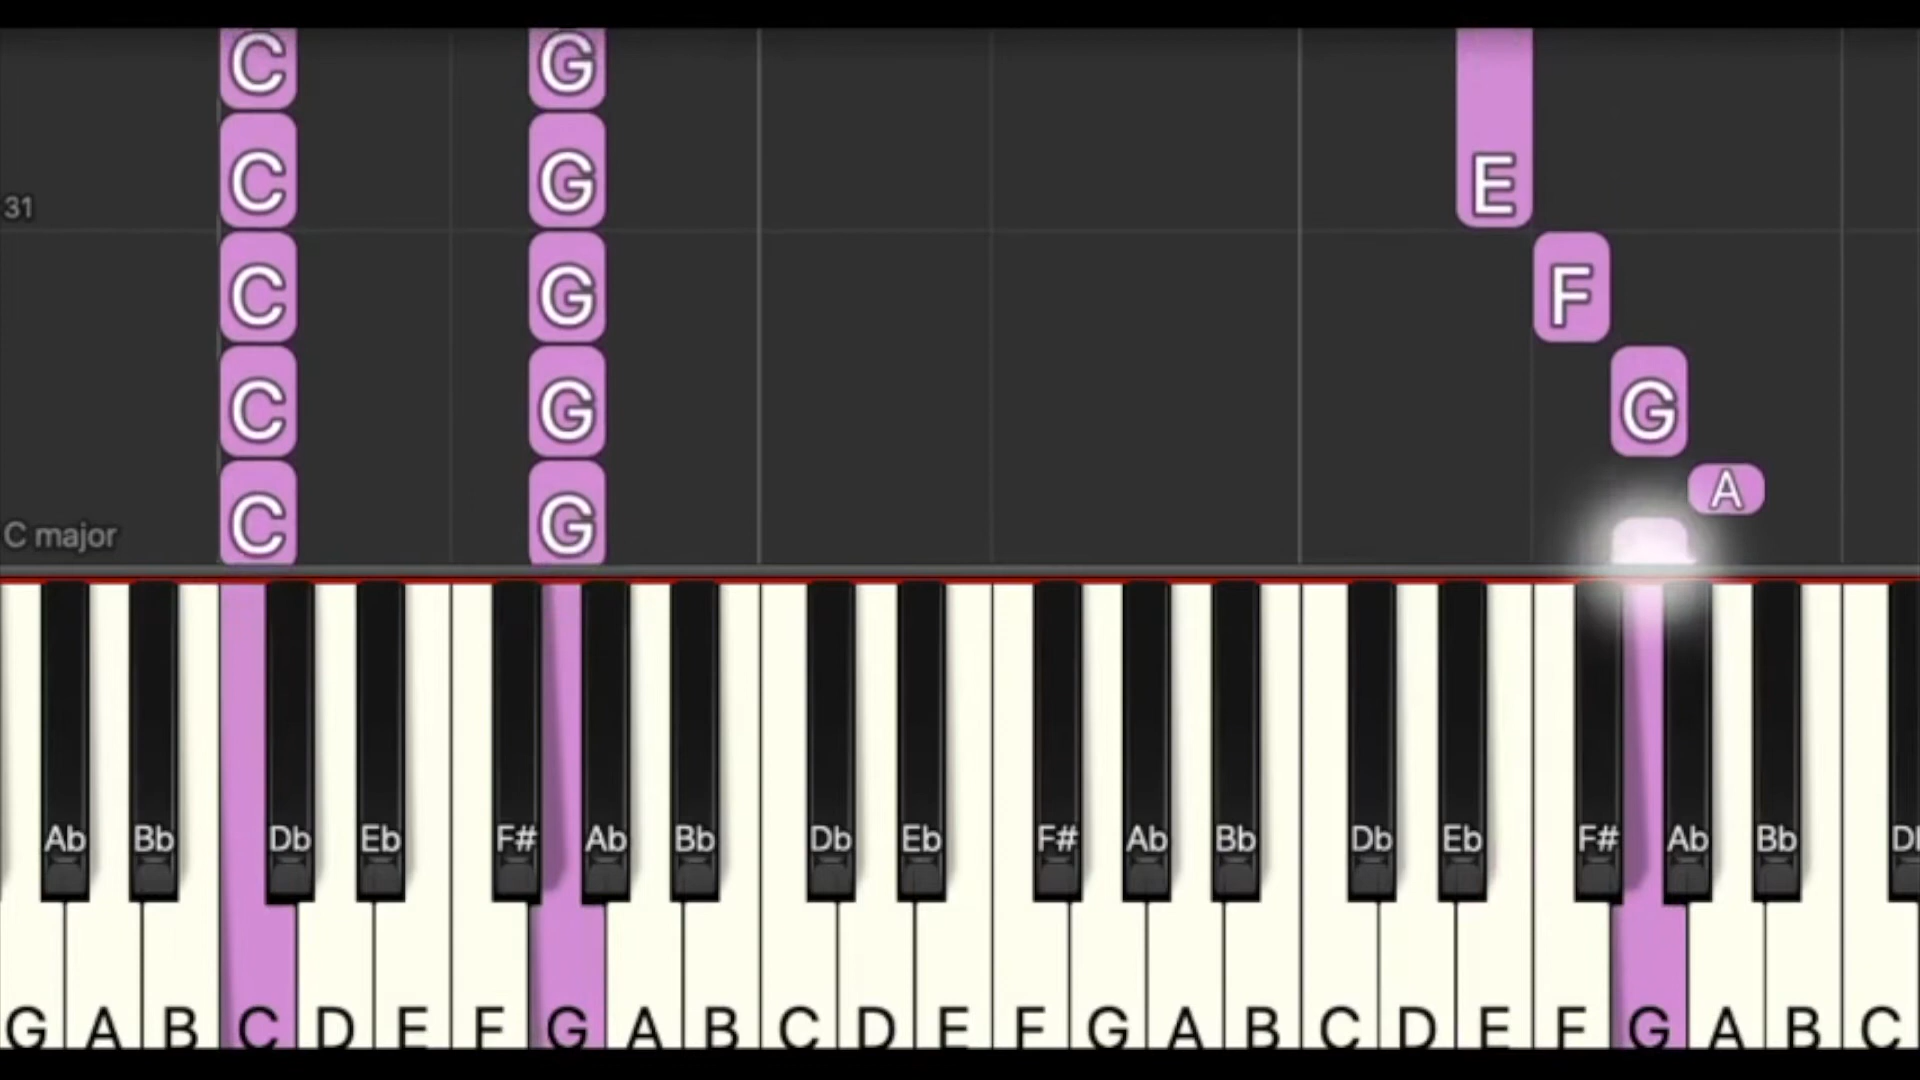 C G
C G E
31
C G F
C G G
A
C G
C major
Ab Bb Db Eb F# Ab Bb Db Eb F# Ab Bb Db Eb F# Ab Bb
G A B C D E F G A B C D E F G A B C D E F G A B C